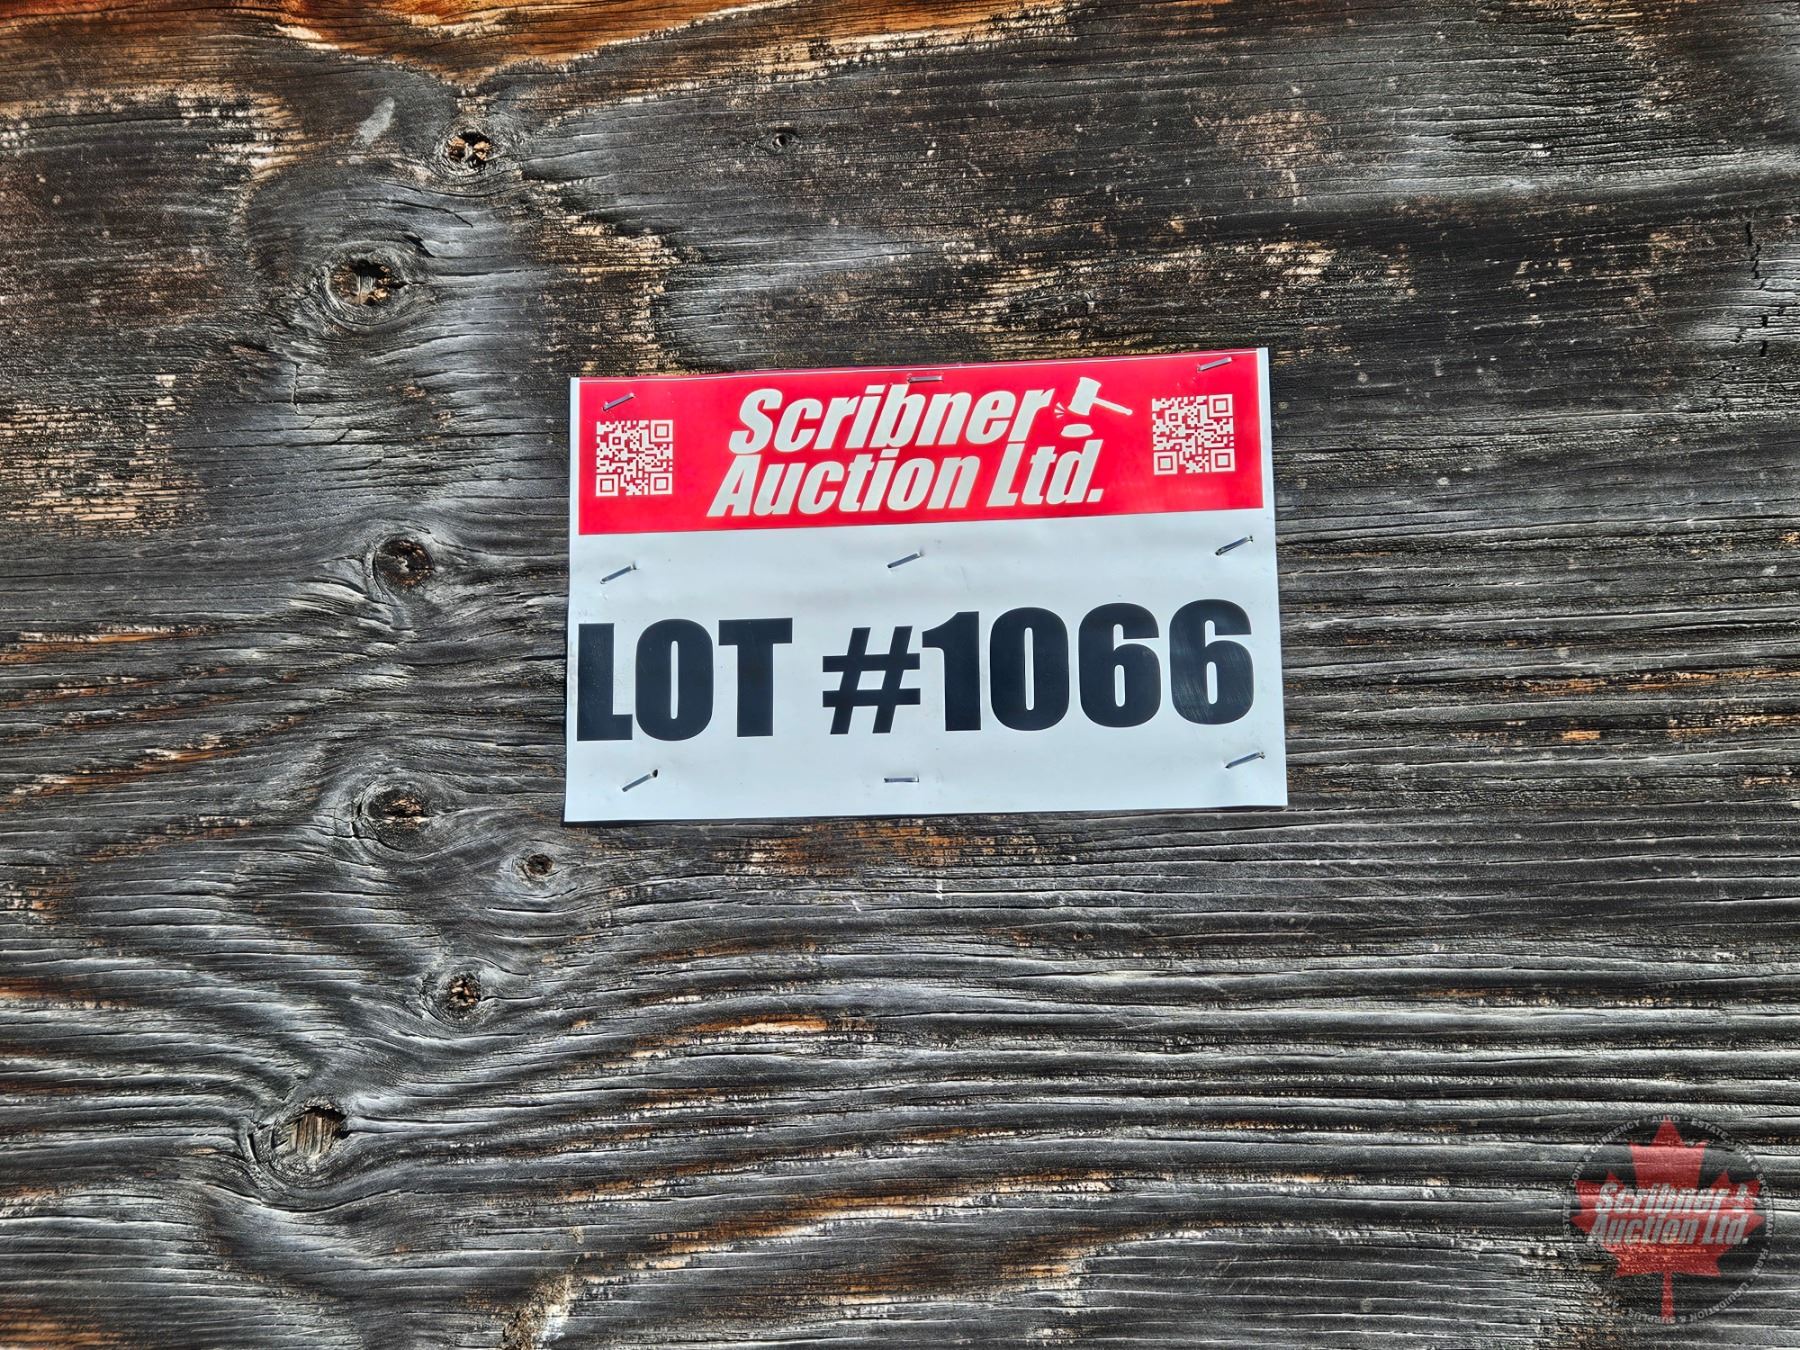 Scribner
Auction Ltd.
LOT #1066
Scribner
Auction Ltd.